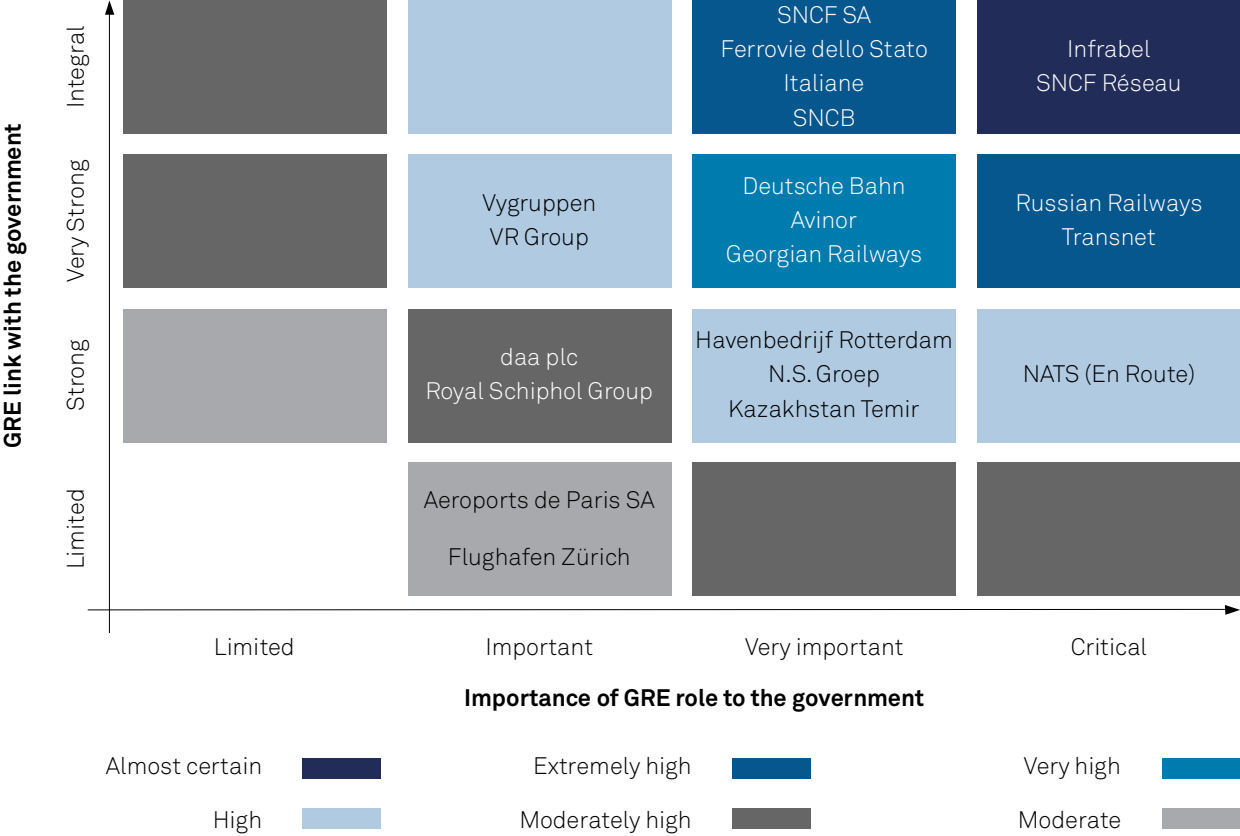 GRE link with the government
Integral
SNCF SA
Ferrovie dello Stato
Italiane
SNCB
Infrabel
SNCF Réseau
Very Strong
Vygruppen
VR Group
Deutsche Bahn
Avinor
Georgian Railways
Russian Railways
Transnet
Strong
daa plc
Royal Schiphol Group
Havenbedrijf Rotterdam
N.S. Groep
Kazakhstan Temir
NATS (En Route)
Limited
Aeroports de Paris SA
Flughafen Zürich
Limited
Important
Very important
Critical
Importance of GRE role to the government
Almost certain
Extremely high
Very high
High
Moderately high
Moderate